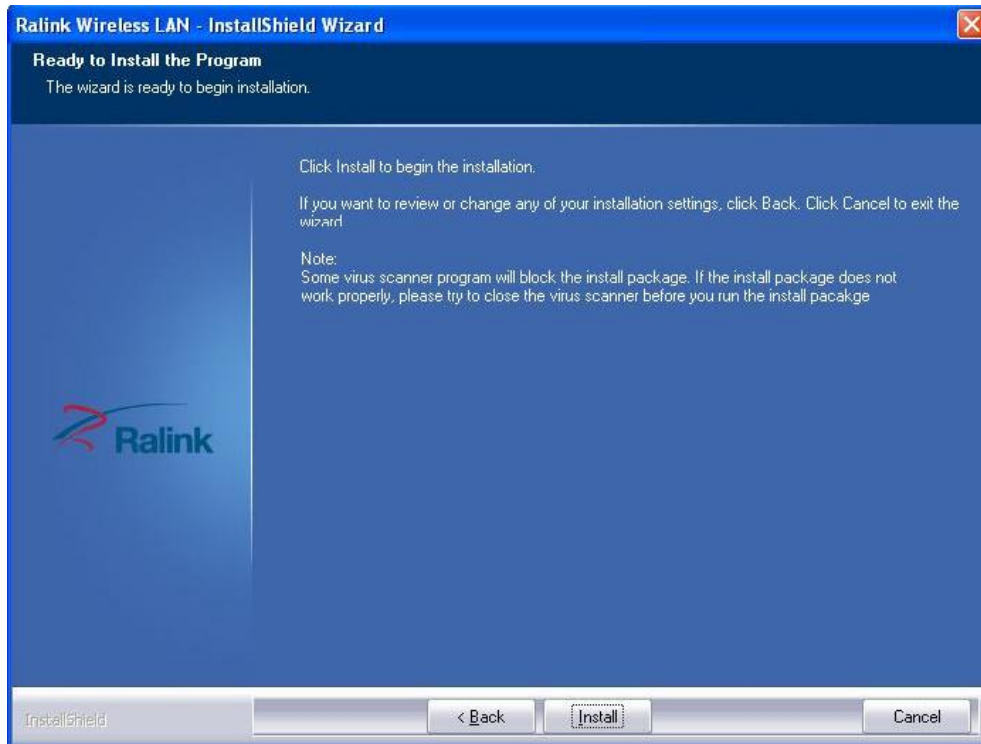 Ralink Wireless LAN - InstallShield Wizard
Ready to Install the Program
The wizard is ready to begin installation.
Click Install to begin the installation.
If you want to review or change any of your installation settings, click Back. Click Cancel to exit the
wizard
Note:
Some virus scanner program will block the install package. If the install package does not
work properly, please try to close the virus scanner before you run the install pacakge
Ralink
InstallShield
< Back
Install
Cancel